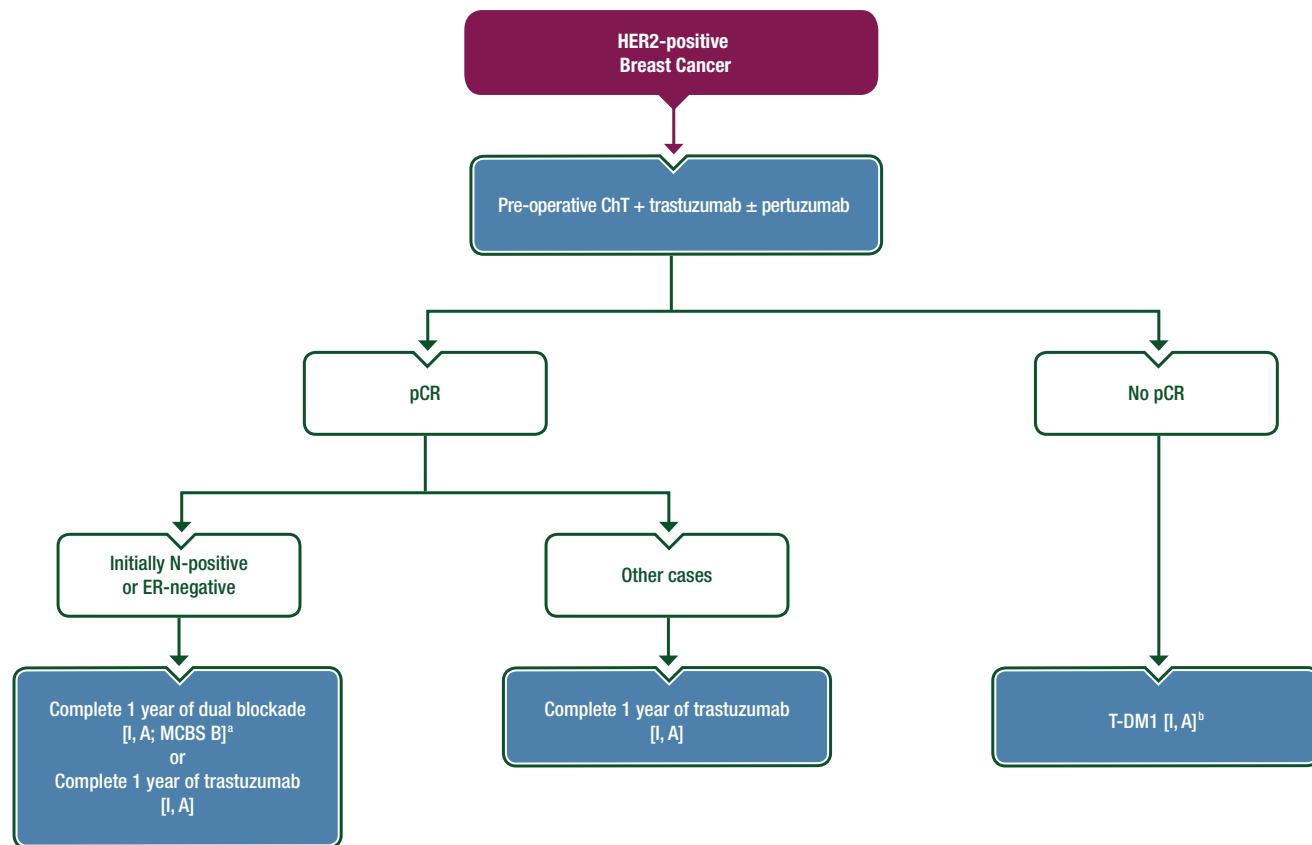 HER2-positive
Breast Cancer
Pre-operative ChT + trastuzumab ± pertuzumab
pCR
No pCR
Initially N-positive
or ER-negative
Other cases
Complete 1 year of dual blockade
[I, A; MCBS B]ᵃ
or
Complete 1 year of trastuzumab
[I, A]
Complete 1 year of trastuzumab
[I, A]
T-DM1 [I, A]ᵇ